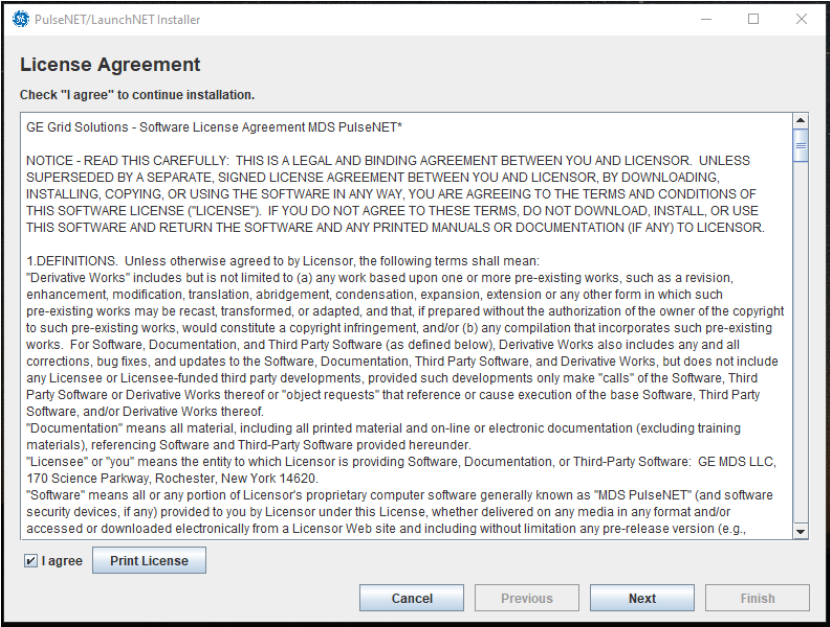 PulseNET/LaunchNET Installer
License Agreement
Check "I agree" to continue installation.
GE Grid Solutions - Software License Agreement MDS PulseNET*
NOTICE - READ THIS CAREFULLY:  THIS IS A LEGAL AND BINDING AGREEMENT BETWEEN YOU AND LICENSOR.  UNLESS
SUPERSEDED BY A SEPARATE, SIGNED LICENSE AGREEMENT BETWEEN YOU AND LICENSOR, BY DOWNLOADING,
INSTALLING, COPYING, OR USING THE SOFTWARE IN ANY WAY, YOU ARE AGREEING TO THE TERMS AND CONDITIONS OF
THIS SOFTWARE LICENSE ("LICENSE").  IF YOU DO NOT AGREE TO THESE TERMS, DO NOT DOWNLOAD, INSTALL, OR USE
THIS SOFTWARE AND RETURN THE SOFTWARE AND ANY PRINTED MANUALS OR DOCUMENTATION (IF ANY) TO LICENSOR.
1.DEFINITIONS.  Unless otherwise agreed to by Licensor, the following terms shall mean:
"Derivative Works" includes but is not limited to (a) any work based upon one or more pre-existing works, such as a revision,
enhancement, modification, translation, abridgement, condensation, expansion, extension or any other form in which such
pre-existing works may be recast, transformed, or adapted, and that, if prepared without the authorization of the owner of the copyright
to such pre-existing works, would constitute a copyright infringement, and/or (b) any compilation that incorporates such pre-existing
works.  For Software, Documentation, and Third Party Software (as defined below), Derivative Works also includes any and all
corrections, bug fixes, and updates to the Software, Documentation, Third Party Software, and Derivative Works, but does not include
any Licensee or Licensee-funded third party developments, provided such developments only make "calls" of the Software, Third
Party Software or Derivative Works thereof or "object requests" that reference or cause execution of the base Software, Third Party
Software, and/or Derivative Works thereof.
"Documentation" means all material, including all printed material and on-line or electronic documentation (excluding training
materials), referencing Software and Third-Party Software provided hereunder.
"Licensee" or "you" means the entity to which Licensor is providing Software, Documentation, or Third-Party Software:  GE MDS LLC,
170 Science Parkway, Rochester, New York 14620.
"Software" means all or any portion of Licensor's proprietary computer software generally known as "MDS PulseNET" (and software
security devices, if any) provided to you by Licensor under this License, whether delivered on any media in any format and/or
accessed or downloaded electronically from a Licensor Web site and including without limitation any pre-release version (e.g.,
I agree
Print License
Cancel
Previous
Next
Finish